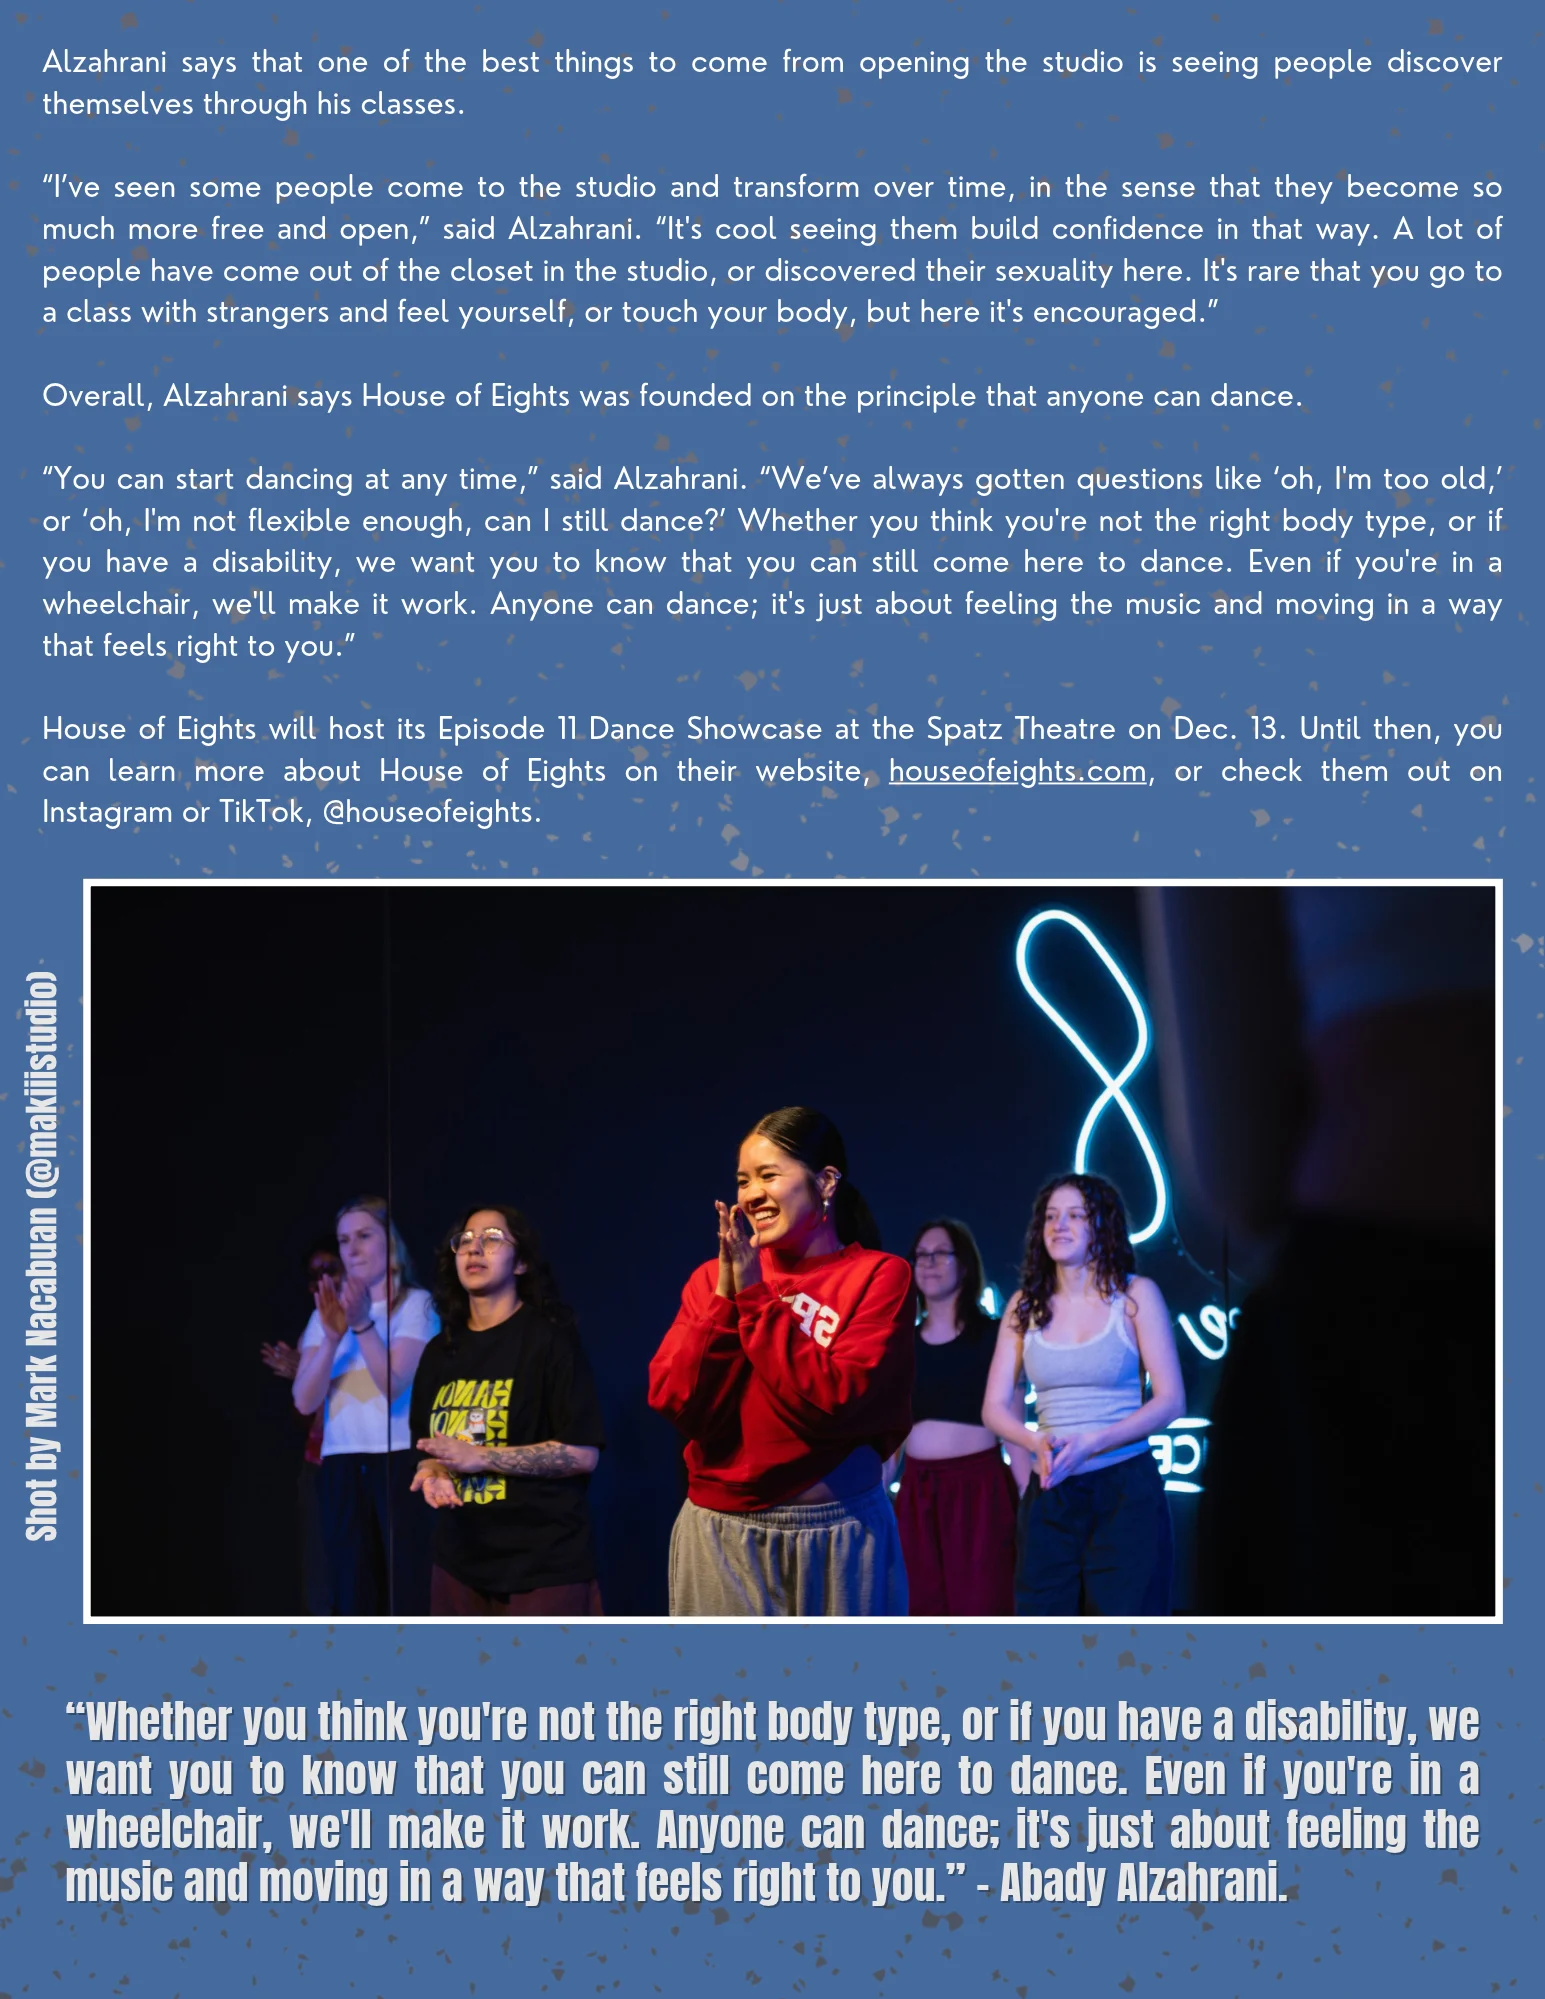 Alzahrani says that one of the best things to come from opening the studio is seeing people discover
themselves through his classes.
“I’ve seen some people come to the studio and transform over time, in the sense that they become so
much more free and open,” said Alzahrani. “It's cool seeing them build confidence in that way. A lot of
people have come out of the closet in the studio, or discovered their sexuality here. It's rare that you go to
a class with strangers and feel yourself, or touch your body, but here it's encouraged.”
Overall, Alzahrani says House of Eights was founded on the principle that anyone can dance.
“You can start dancing at any time,” said Alzahrani. “We’ve always gotten questions like ‘oh, I'm too old,’
or ‘oh, I'm not flexible enough, can I still dance?’ Whether you think you're not the right body type, or if
you have a disability, we want you to know that you can still come here to dance. Even if you're in a
wheelchair, we'll make it work. Anyone can dance; it's just about feeling the music and moving in a way
that feels right to you.”
House of Eights will host its Episode 11 Dance Showcase at the Spatz Theatre on Dec. 13. Until then, you
can learn more about House of Eights on their website, houseofeights.com, or check them out on
Instagram or TikTok, @houseofeights.
Shot by Mark Nacabuan (@makiiistudio)
“Whether you think you're not the right body type, or if you have a disability, we
want you to know that you can still come here to dance. Even if you're in a
wheelchair, we'll make it work. Anyone can dance; it's just about feeling the
music and moving in a way that feels right to you.” - Abady Alzahrani.